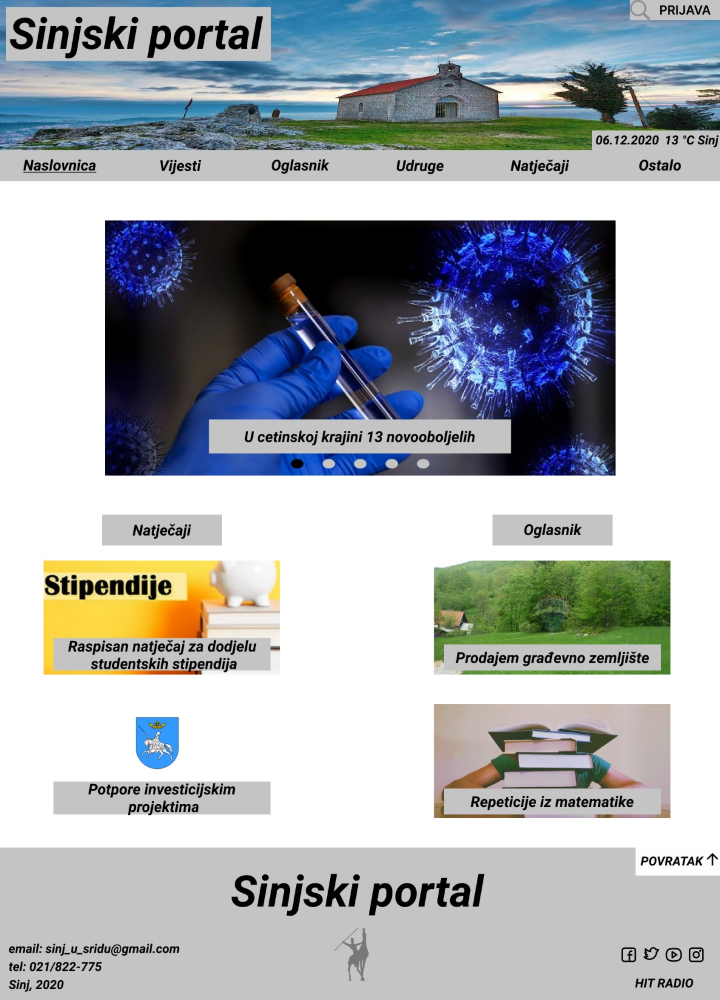 Sinjski portal
PRIJAVA
06.12.2020 13 °C Sinj
Naslovnica
Vijesti
Oglasnik
Udruge
Natječaji
Ostalo
U cetinskoj krajini 13 novooboljelih
Natječaji
Oglasnik
Stipendije
Raspisan natječaj za dodjelu
studentskih stipendija
Prodajem građevno zemljište
Potpore investicijskim
projektima
Repeticije iz matematike
POVRATAK
Sinjski portal
email: sinj_u_sridu@gmail.com
tel: 021/822-775
Sinj, 2020
HIT RADIO